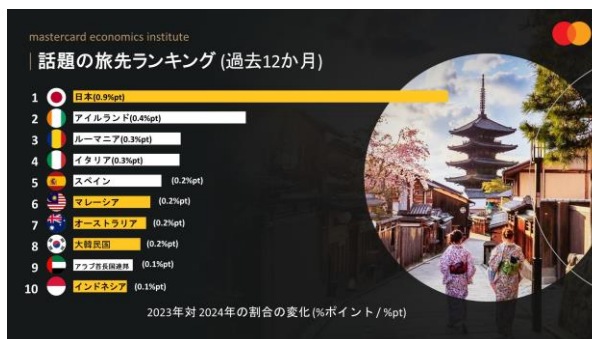 mastercard economics institute
話題の旅先ランキング (過去12か月)
1 日本(0.9%pt)
2 アイルランド(0.4%pt)
3 ルーマニア(0.3%pt)
4 イタリア(0.3%pt)
5 スペイン (0.2%pt)
6 マレーシア (0.2%pt)
7 オーストラリア (0.2%pt)
8 大韓民国 (0.2%pt)
9 アラブ首長国連邦 (0.1%pt)
10 インドネシア (0.1%pt)
2023年対 2024年の割合の変化 (%ポイント / %pt)